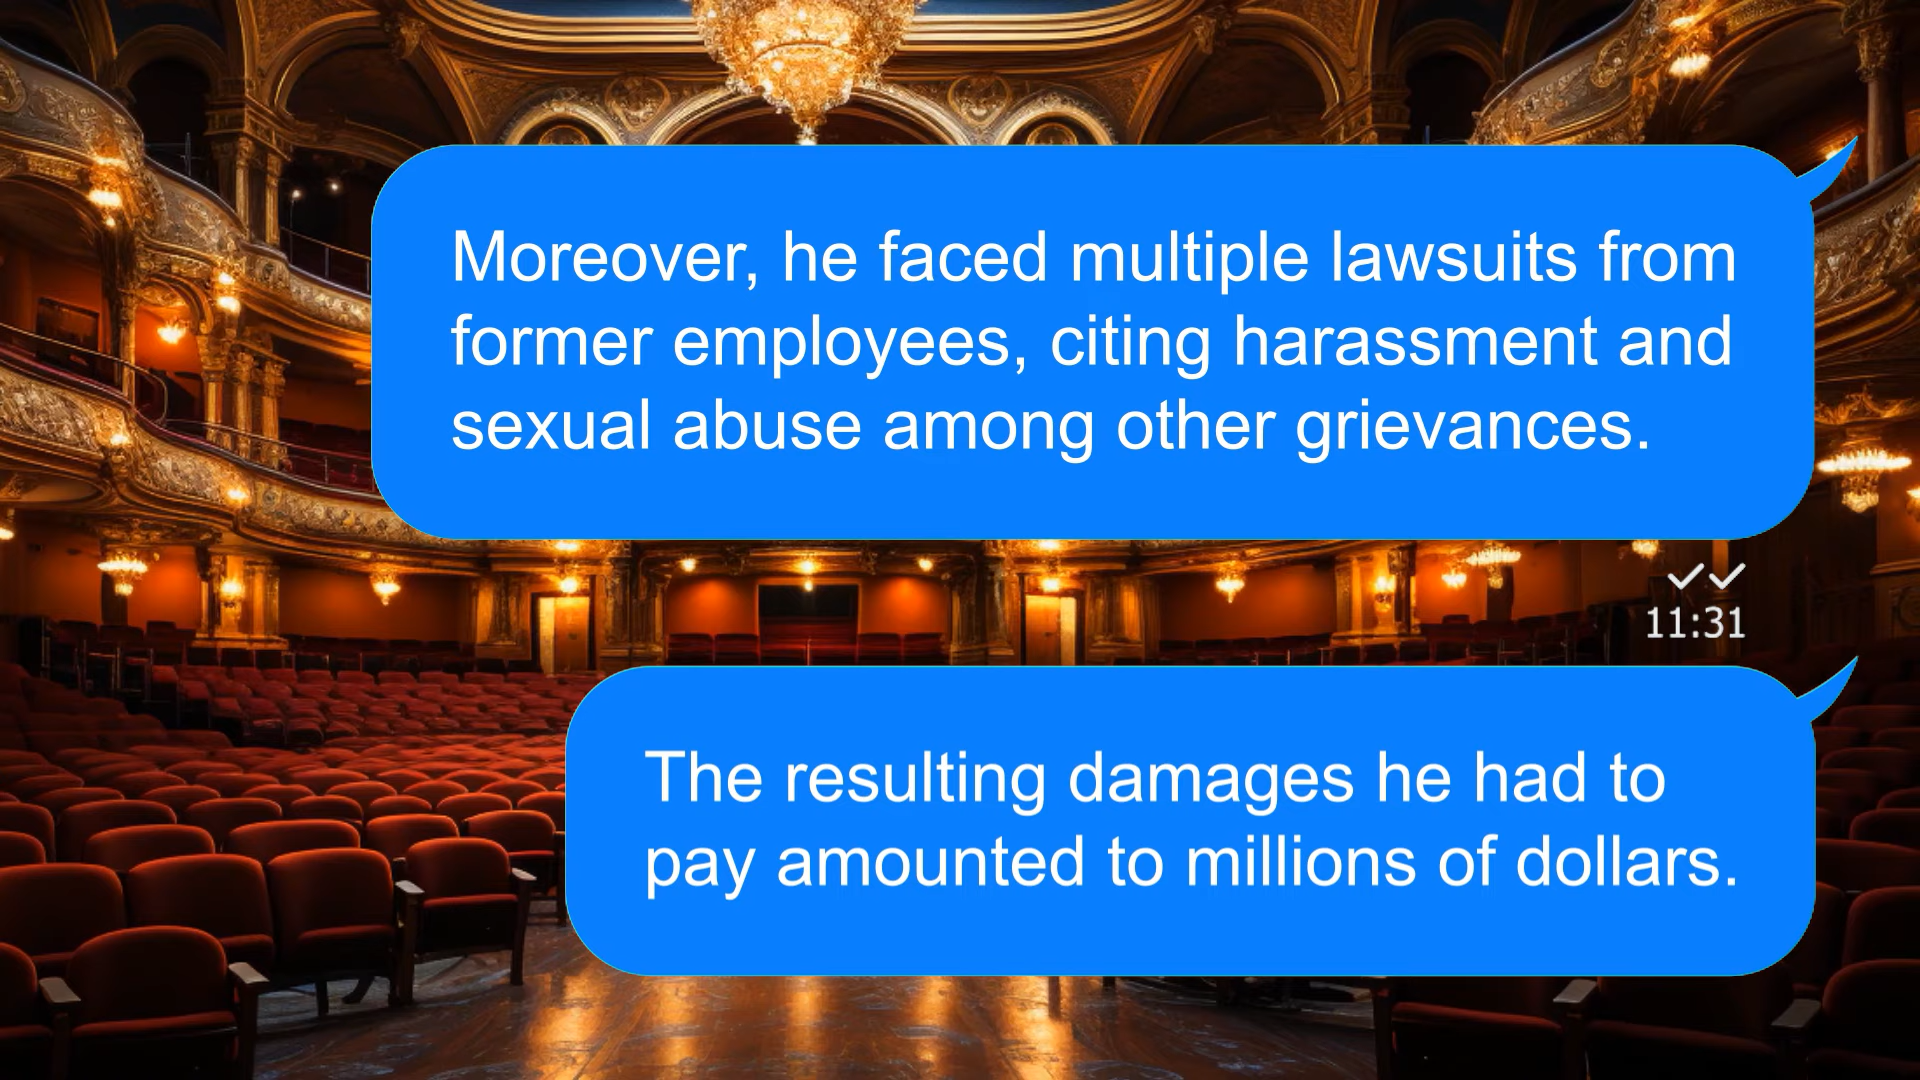 Moreover, he faced multiple lawsuits from
former employees, citing harassment and
sexual abuse among other grievances.
11:31
The resulting damages he had to
pay amounted to millions of dollars.